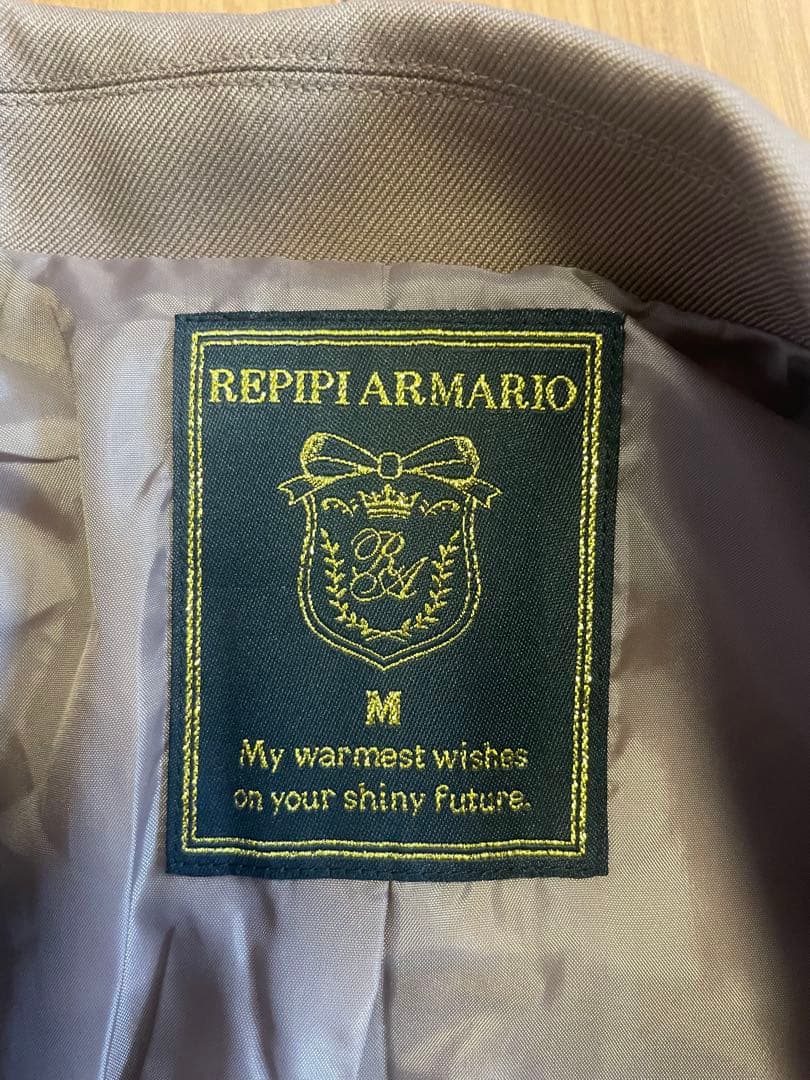 REPIPI ARMARIO
RA
M
My warmest wishes
on your shiny future.